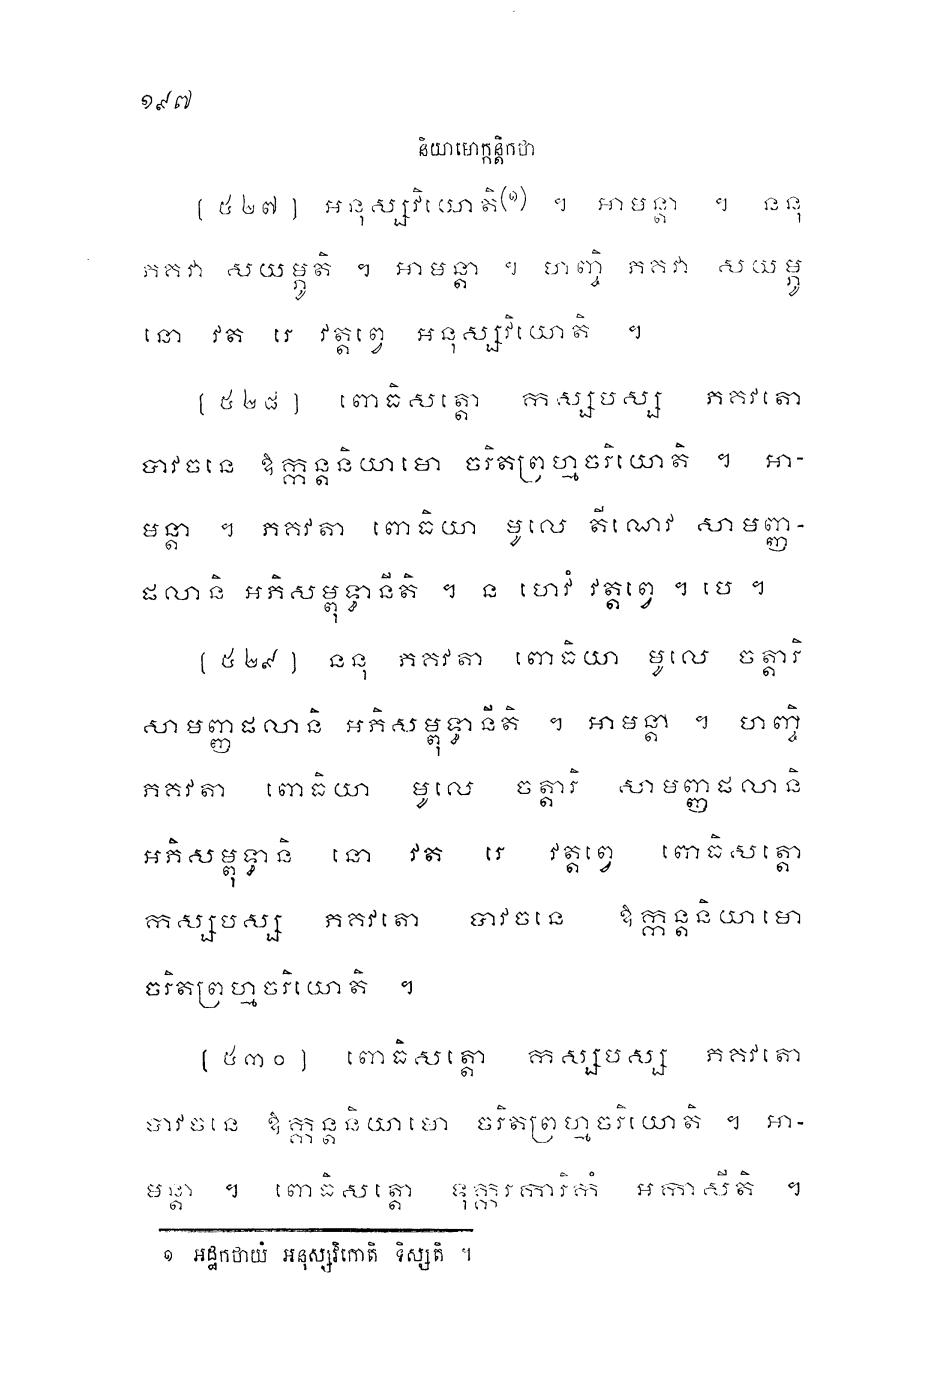 ១៩៧
និយាមោក្កន្តិកថា
[ ៥២៧ ] អនុស្សវិយោតិ(១) ។ អាមន្តា ។ ននុ
ភគវា សយម្ភូតិ ។ អាមន្តា ។ ហញ្ចិ ភគវា សយម្ភូ
នោ វត រេ វត្តព្វេ អនុស្សវិយោតិ ។
[ ៥២៨ ] ពោធិសត្តោ កស្សបស្ស ភគវតោ
បាវចនេ ឱក្កន្តនិយាមោ ចរិតព្រហ្មចរិយោតិ ។ អា-
មន្តា ។ ភគវតា ពោធិយា មូលេ តីណេវ សាមញ្ញ-
ផលានិ អភិសម្ពុទ្ធានីតិ ។ ន ហេវំ វត្តព្វេ ។ បេ ។
[ ៥២៩ ] ននុ ភគវតា ពោធិយា មូលេ ចត្តារិ
សាមញ្ញផលានិ អភិសម្ពុទ្ធានីតិ ។ អាមន្តា ។ ហញ្ចិ
ភគវតា ពោធិយា មូលេ ចត្តារិ សាមញ្ញផលានិ
អភិសម្ពុទ្ធានិ នោ វត រេ វត្តព្វេ ពោធិសត្តោ
កស្សបស្ស ភគវតោ បាវចនេ ឱក្កន្តនិយាមោ
ចរិតព្រហ្មចរិយោតិ ។
[ ៥៣០ ] ពោធិសត្តោ កស្សបស្ស ភគវតោ
បាវចនេ ឱក្កន្តនិយាមោ ចរិតព្រហ្មចរិយោតិ ។ អា-
មន្តា ។ ពោធិសត្តោ ទុក្ករការិកំ អកាសីតិ ។
១ អដ្ឋកថាយំ អនុស្សវិកោតិ ទិស្សតិ ។